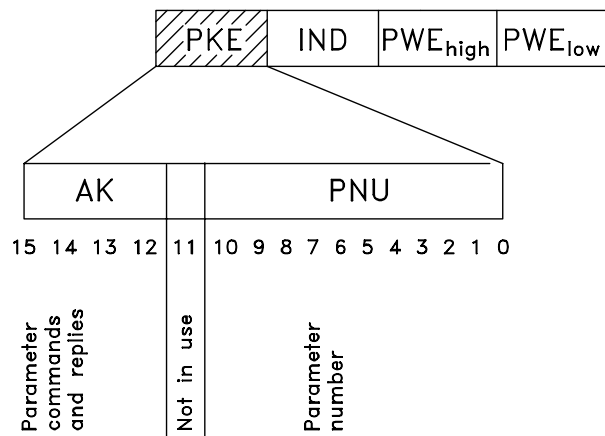 PKE IND PWEhigh PWElow
AK PNU
15 14 13 12 11 10 9 8 7 6 5 4 3 2 1 0
Parameter
commands
and replies
Not in use
Parameter
number